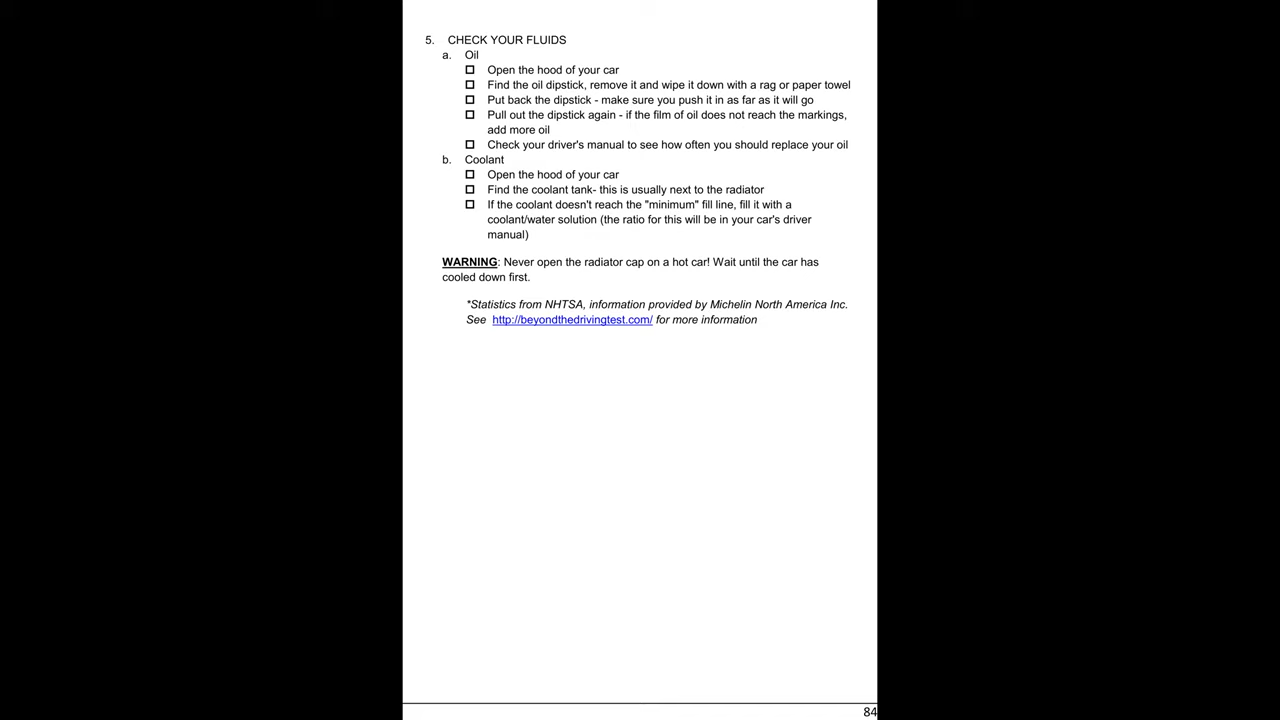 5. CHECK YOUR FLUIDS
a. Oil
Open the hood of your car
Find the oil dipstick, remove it and wipe it down with a rag or paper towel
Put back the dipstick - make sure you push it in as far as it will go
Pull out the dipstick again - if the film of oil does not reach the markings,
add more oil
Check your driver's manual to see how often you should replace your oil
b. Coolant
Open the hood of your car
Find the coolant tank- this is usually next to the radiator
If the coolant doesn't reach the "minimum" fill line, fill it with a
coolant/water solution (the ratio for this will be in your car's driver
manual)
WARNING: Never open the radiator cap on a hot car! Wait until the car has
cooled down first.
*Statistics from NHTSA, information provided by Michelin North America Inc.
See http://beyondthedrivingtest.com/ for more information
84